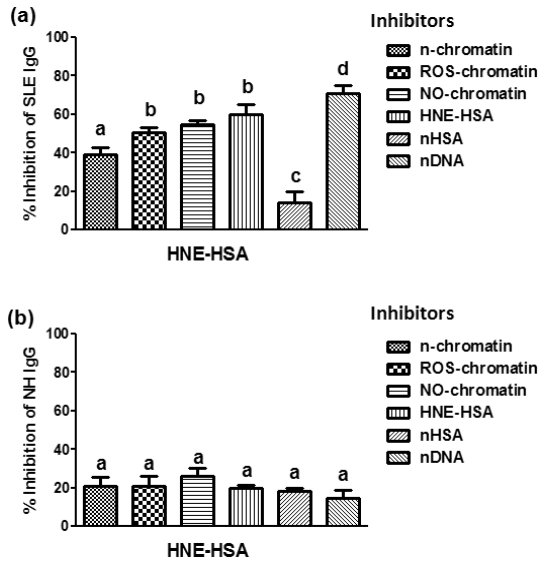 (a)
Inhibitors
n-chromatin
ROS-chromatin
NO-chromatin
HNE-HSA
nHSA
nDNA
% Inhibition of SLE IgG
100
80
60
40
20
0
a
b
b
b
c
d
HNE-HSA
(b)
Inhibitors
n-chromatin
ROS-chromatin
NO-chromatin
HNE-HSA
nHSA
nDNA
% Inhibition of NH IgG
100
80
60
40
20
0
a
a
a
a
a
a
HNE-HSA